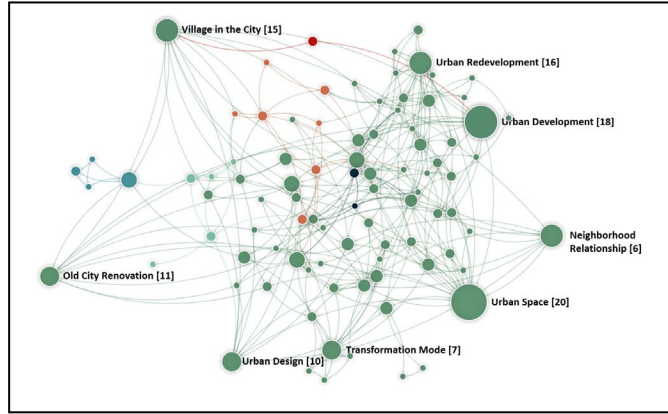 Village in the City [15]
Urban Redevelopment [16]
Urban Development [18]
Neighborhood
Relationship [6]
Old City Renovation [11]
Urban Space [20]
Transformation Mode [7]
Urban Design [10]